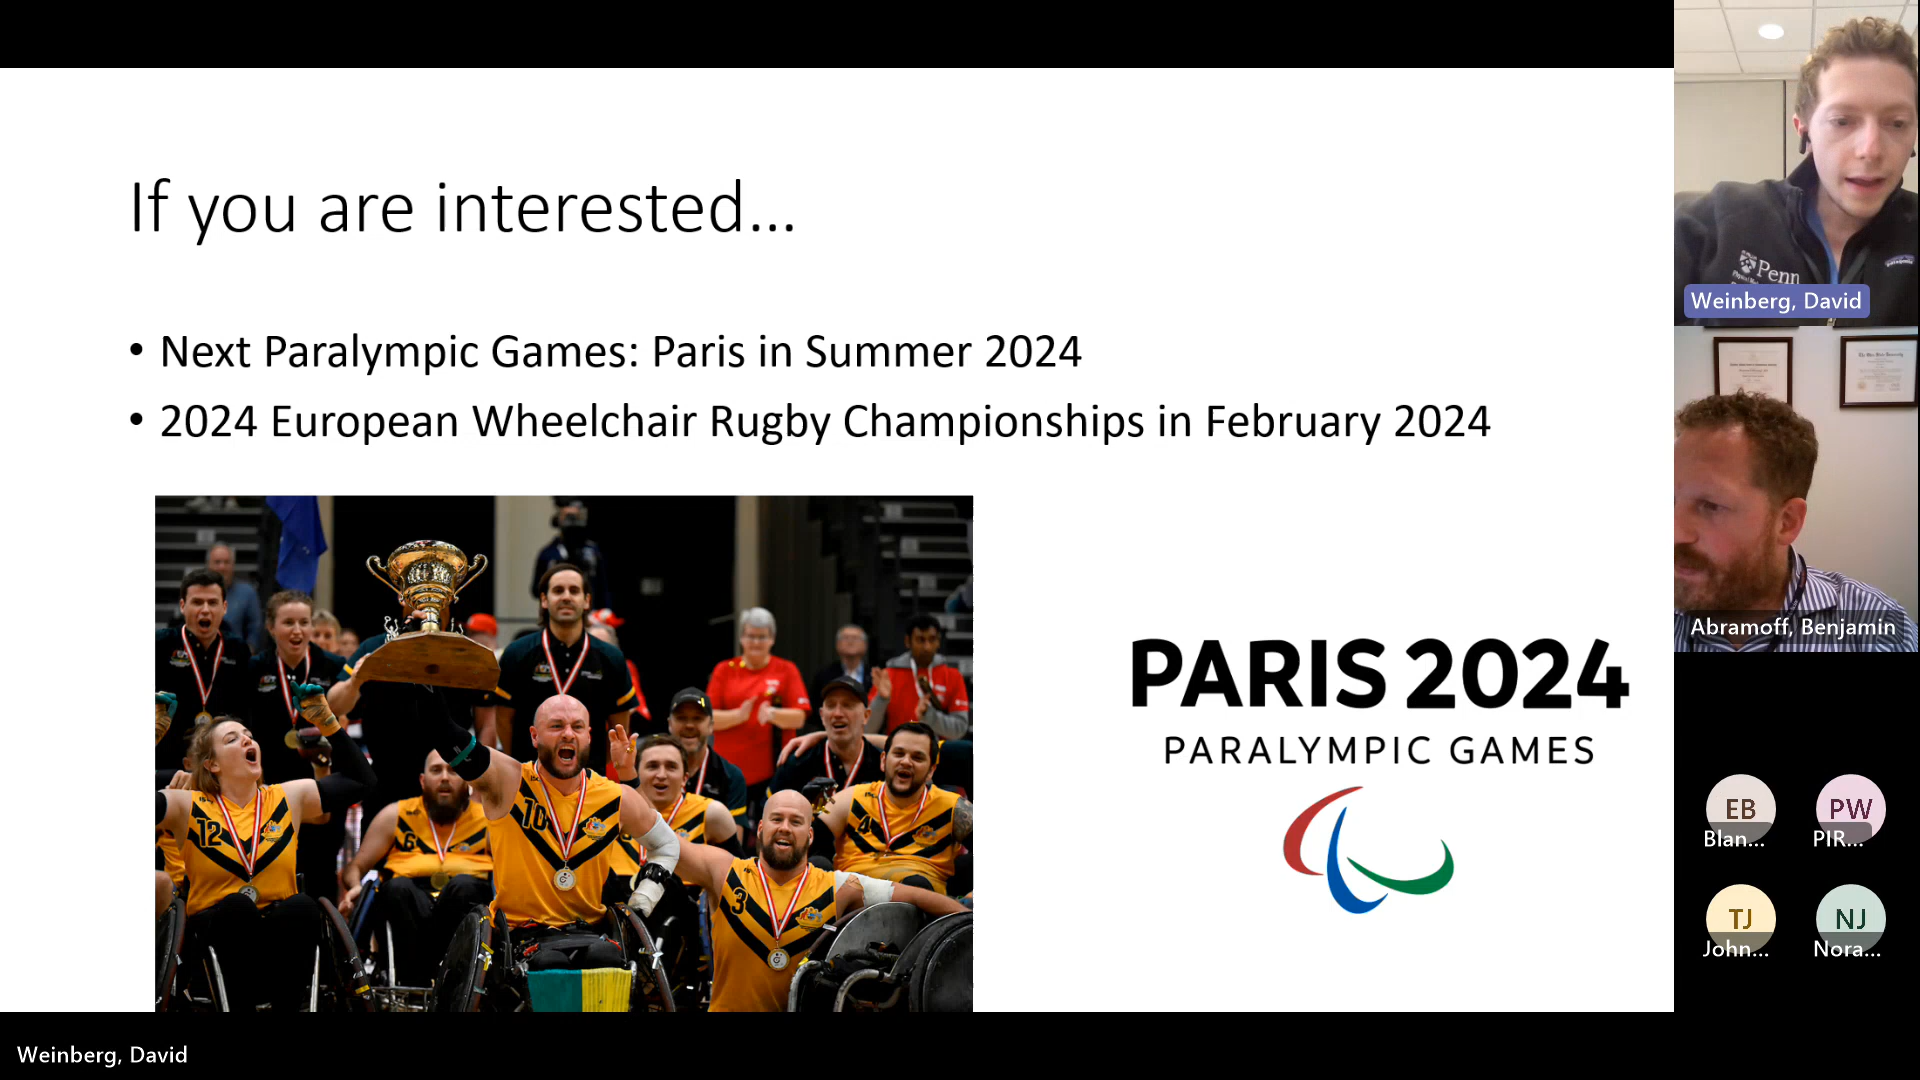 If you are interested...
• Next Paralympic Games: Paris in Summer 2024
• 2024 European Wheelchair Rugby Championships in February 2024
12
6
10
3
4
PARIS 2024
PARALYMPIC GAMES
Penn
Weinberg, David
Abramoff, Benjamin
EB
Blan...
PW
PIR...
TJ
John...
NJ
Nora...
Weinberg, David